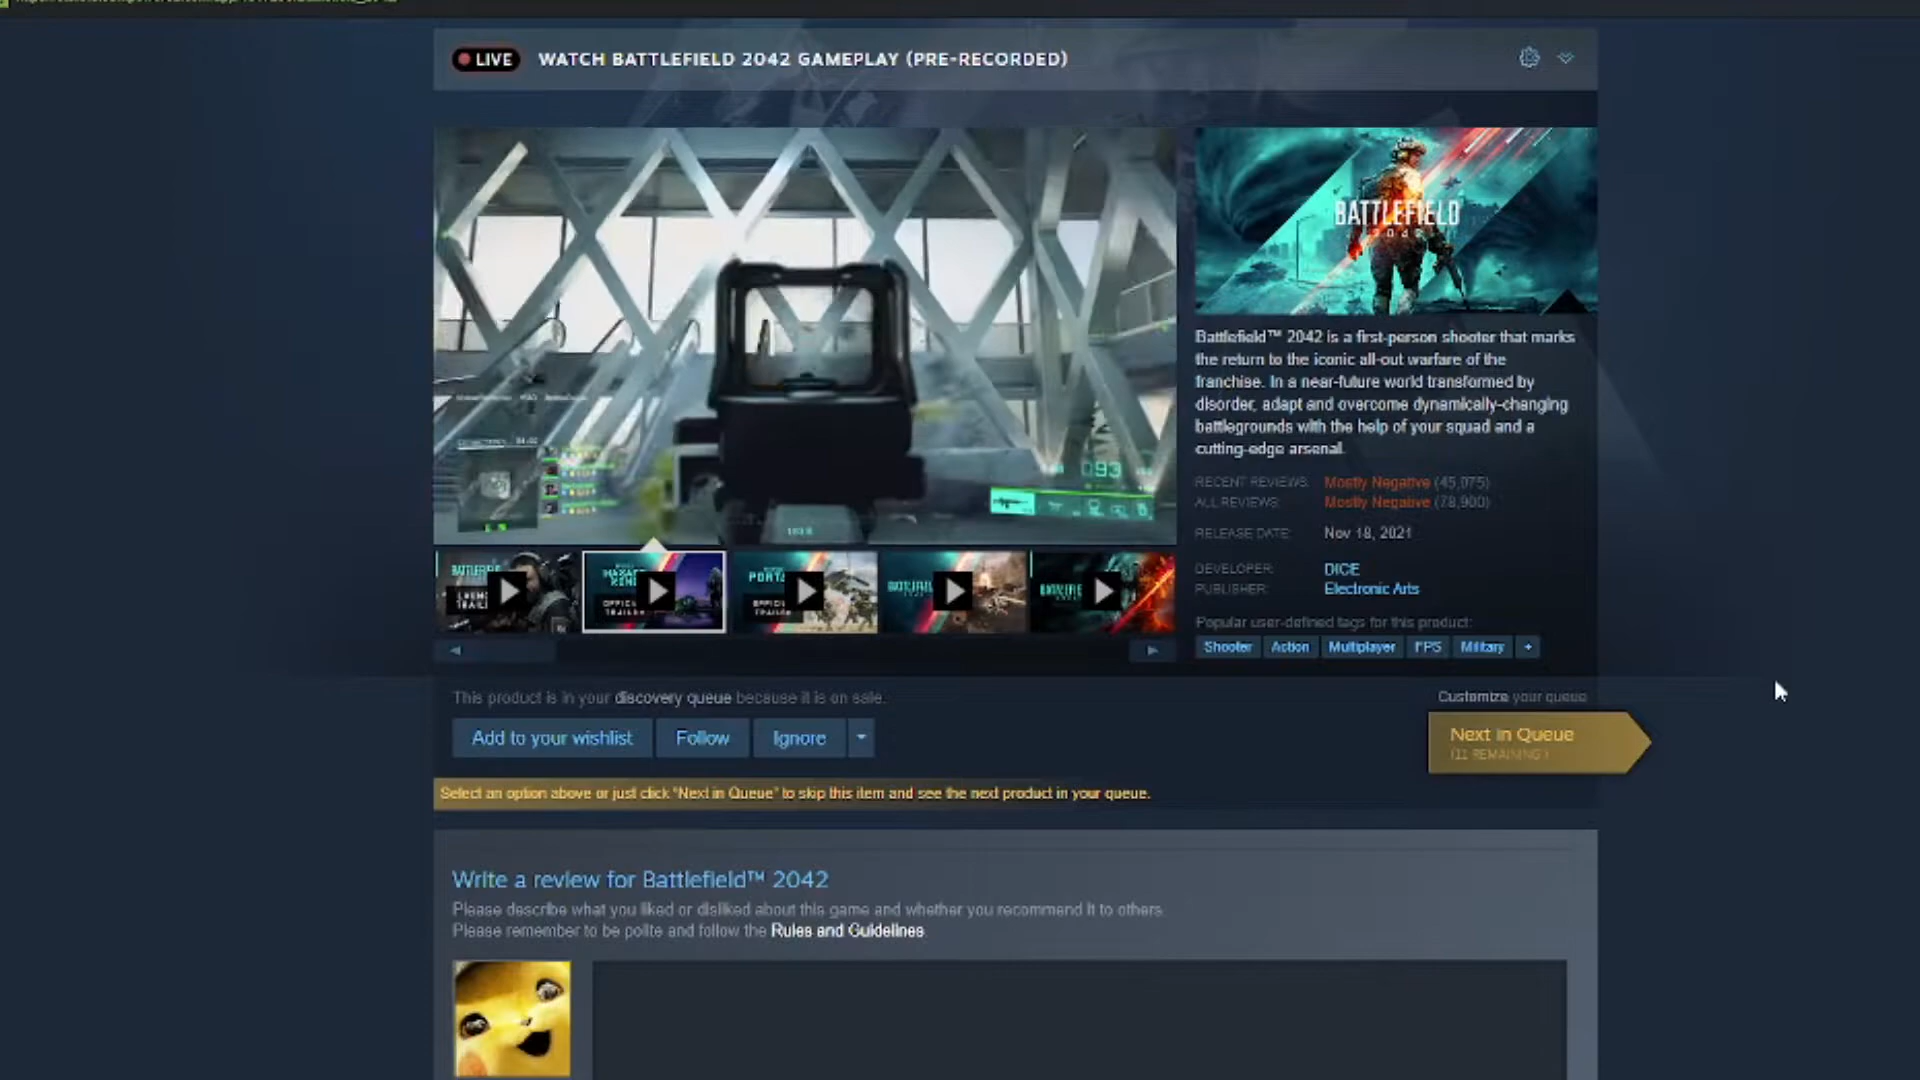 LIVE
WATCH BATTLEFIELD 2042 GAMEPLAY (PRE-RECORDED)
BATTLEFIELD
2042
Battlefield™ 2042 is a first-person shooter that marks
the return to the iconic all-out warfare of the
franchise. In a near-future world transformed by
disorder, adapt and overcome dynamically-changing
battlegrounds with the help of your squad and a
cutting-edge arsenal.
RECENT REVIEWS: Mostly Negative (45,075)
ALL REVIEWS: Mostly Negative (78,900)
RELEASE DATE: Nov 18, 2021
DEVELOPER: DICE
PUBLISHER: Electronic Arts
Popular user-defined tags for this product:
Shooter Action Multiplayer FPS Military +
093
This product is in your discovery queue because it is on sale.
Customize your queue
Add to your wishlist Follow Ignore
Next in Queue
(11 REMAINING)
Select an option above or just click "Next in Queue" to skip this item and see the next product in your queue.
Write a review for Battlefield™ 2042
Please describe what you liked or disliked about this game and whether you recommend it to others.
Please remember to be polite and follow the Rules and Guidelines.